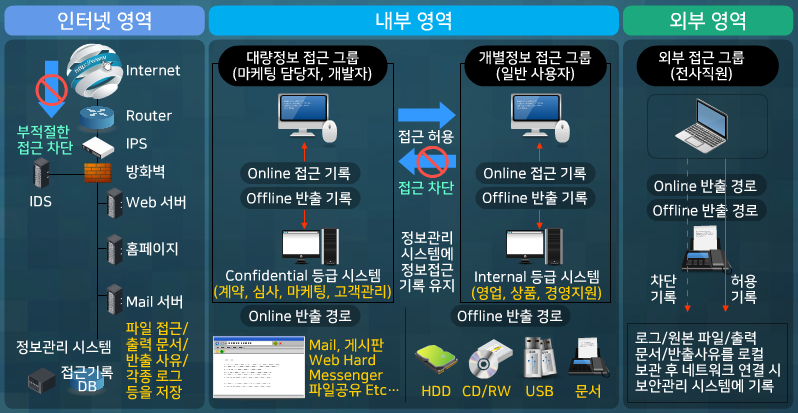 인터넷 영역
http://www
Internet
Router
부적절한
접근 차단
IPS
방화벽
IDS
Web 서버
홈페이지
Mail 서버
정보관리 시스템
접근기록
DB
파일 접근/
출력 문서/
반출 사유/
각종 로그
등을 저장
내부 영역
대량정보 접근 그룹
(마케팅 담당자, 개발자)
Online 접근 기록
Offline 반출 기록
Confidential 등급 시스템
(계약, 심사, 마케팅, 고객관리)
접근 허용
접근 차단
정보관리
시스템에
정보접근
기록 유지
개별정보 접근 그룹
(일반 사용자)
Online 접근 기록
Offline 반출 기록
Internal 등급 시스템
(영업, 상품, 경영지원)
Online 반출 경로
Mail, 게시판
Web Hard
Messenger
파일공유 Etc…
Offline 반출 경로
HDD
CD/RW
USB
문서
외부 영역
외부 접근 그룹
(전사직원)
Online 반출 경로
Offline 반출 경로
차단
기록
허용
기록
로그/원본 파일/출력
문서/반출사유를 로컬
보관 후 네트워크 연결 시
보안관리 시스템에 기록